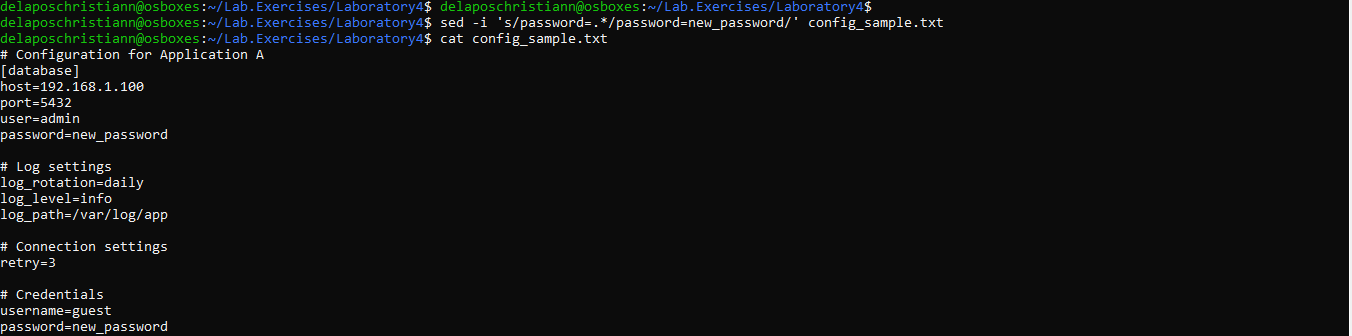 delaposchristiann@osboxes:~/Lab.Exercises/Laboratory4$ delaposchristiann@osboxes:~/Lab.Exercises/Laboratory4$
delaposchristiann@osboxes:~/Lab.Exercises/Laboratory4$ sed -i 's/password=.*/password=new_password/' config_sample.txt
delaposchristiann@osboxes:~/Lab.Exercises/Laboratory4$ cat config_sample.txt
# Configuration for Application A
[database]
host=192.168.1.100
port=5432
user=admin
password=new_password
# Log settings
log_rotation=daily
log_level=info
log_path=/var/log/app
# Connection settings
retry=3
# Credentials
username=guest
password=new_password